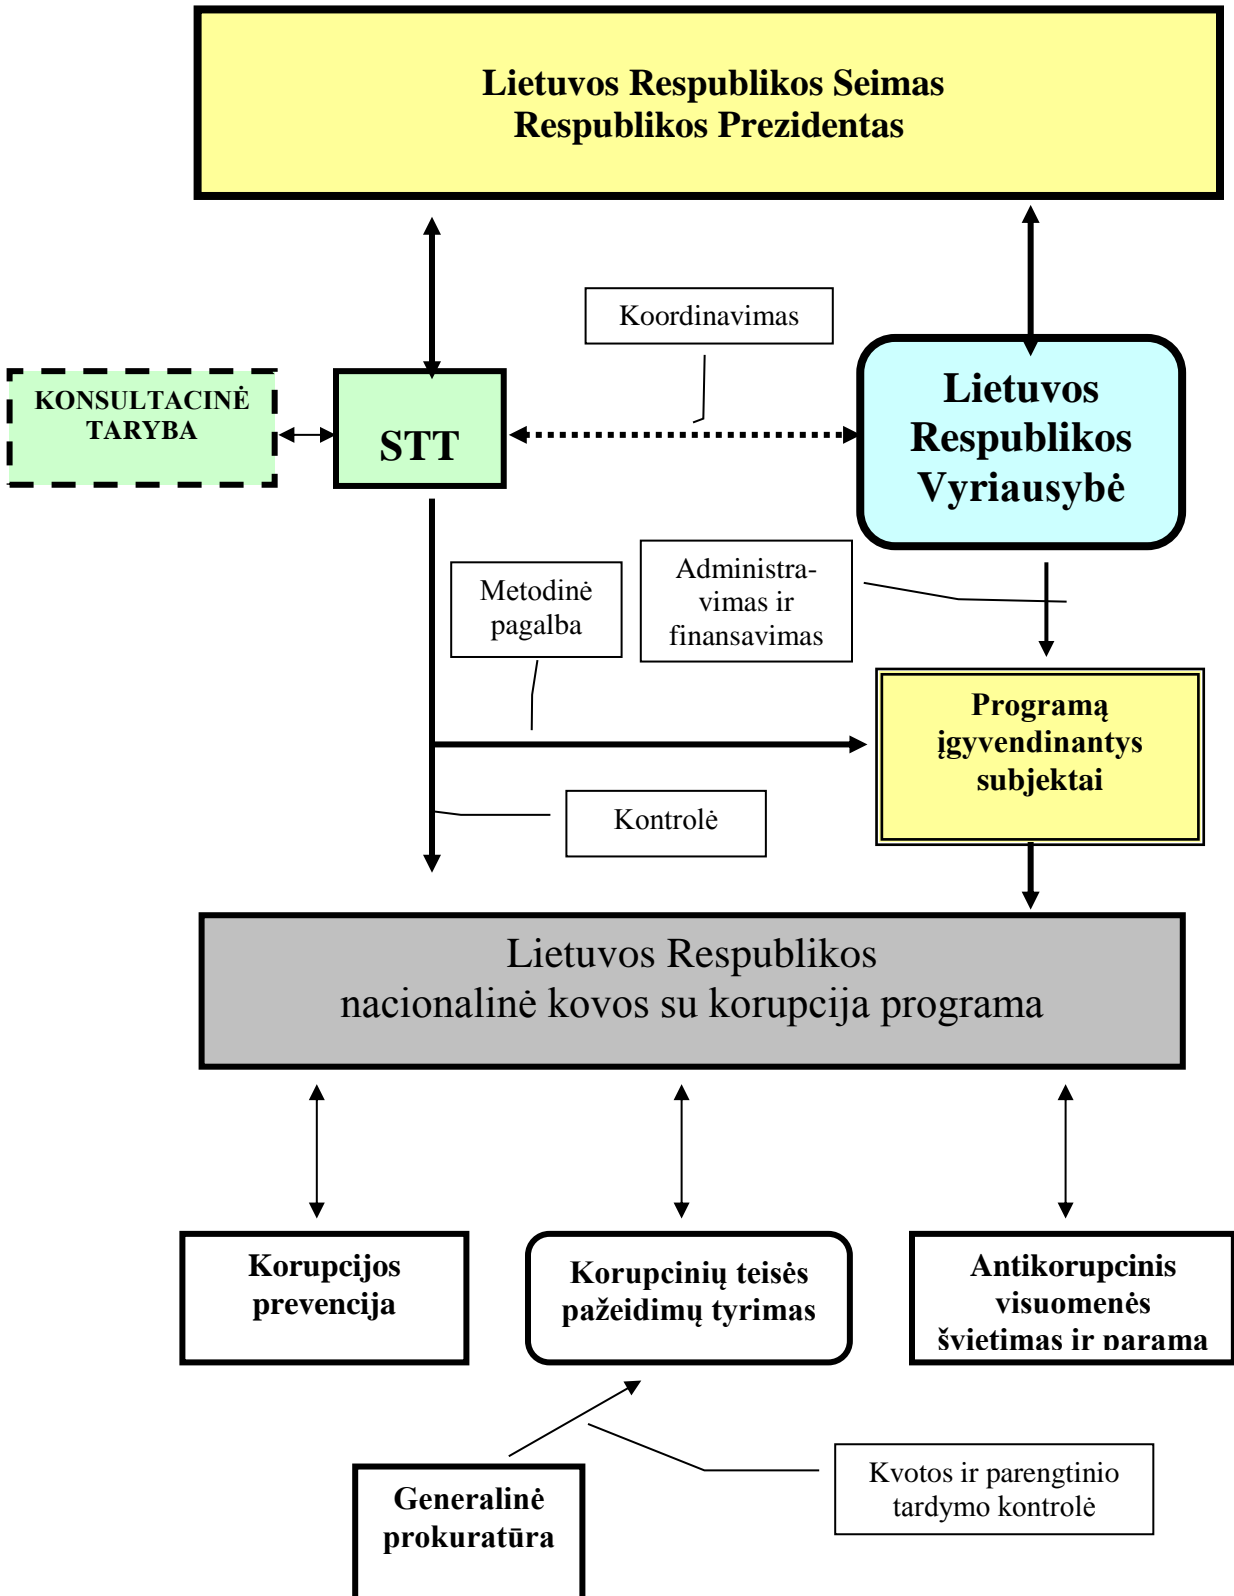 Lietuvos Respublikos Seimas
Respublikos Prezidentas
Koordinavimas
KONSULTACINĖ
TARYBA
STT
Lietuvos
Respublikos
Vyriausybė
Metodinė
pagalba
Administra-
vimas ir
finansavimas
Programą
įgyvendinantys
subjektai
Kontrolė
Lietuvos Respublikos
nacionalinė kovos su korupcija programa
Korupcijos
prevencija
Korupcinių teisės
pažeidimų tyrimas
Antikorupcinis
visuomenės
švietimas ir parama
Generalinė
prokuratūra
Kvotos ir parengtinio
tardymo kontrolė